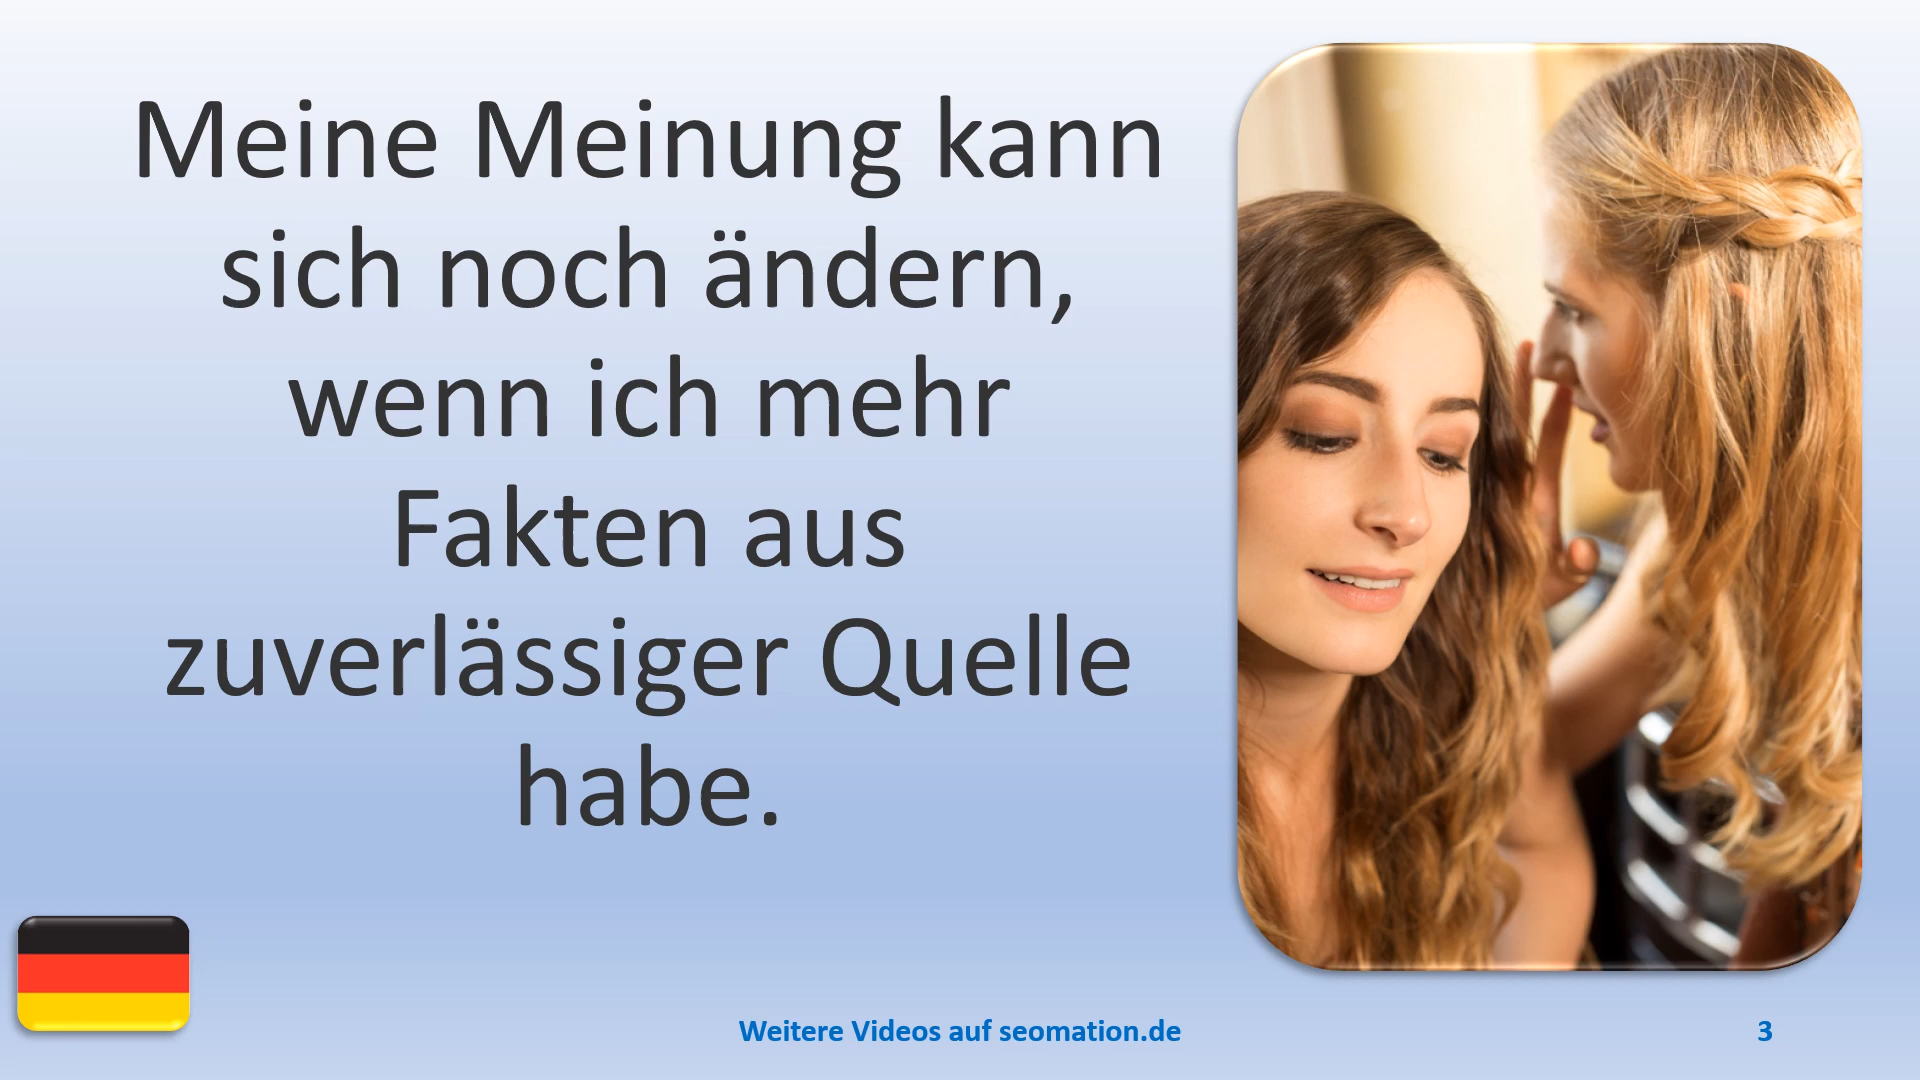 Meine Meinung kann
sich noch ändern,
wenn ich mehr
Fakten aus
zuverlässiger Quelle
habe.
Weitere Videos auf seomation.de
3